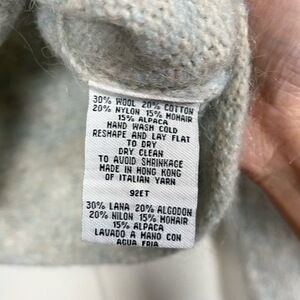 30% WOOL 20% COTTON
20% NYLON 15% MOHAIR
15% ALPACA
HAND WASH COLD
RESHAPE AND LAY FLAT
TO DRY
DRY CLEAN
TO AVOID SHRINKAGE
MADE IN HONG KONG
OF ITALIAN YARN
92ET
30% LANA 20% ALGODON
20% NILON 15% MOHAIR
15% ALPACA
LAVADO A MANO CON
AGUA FRIA